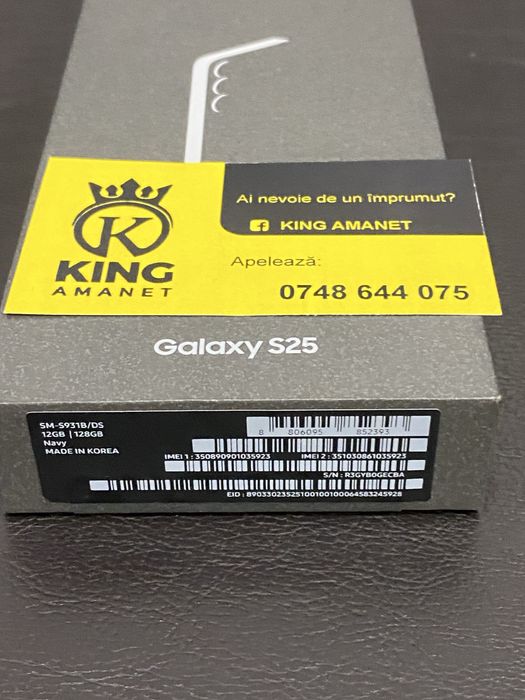 Ai nevoie de un împrumut?
f KING AMANET
K
KING
AMANET
Apelează:
0748 644 075
Galaxy S25
SM-S931B/DS
12GB | 128GB
Navy
MADE IN KOREA
8 806095 852393
IMEI 1 : 350890901035923
IMEI 2 : 351030861035923
S/N : R3GYB0GECBA
EID : 89033023525100100100064583245928